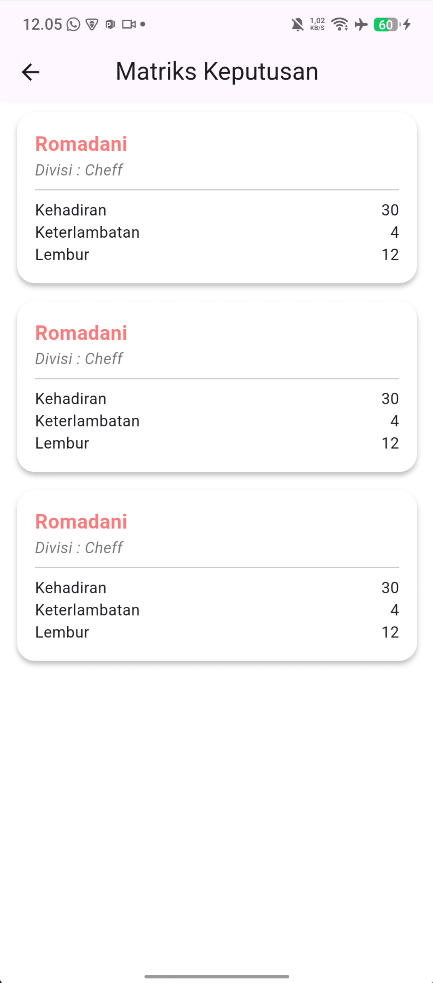 12.05
1,02
KB/S
60
Matriks Keputusan
Romadani
Divisi : Cheff
Kehadiran 30
Keterlambatan 4
Lembur 12
Romadani
Divisi : Cheff
Kehadiran 30
Keterlambatan 4
Lembur 12
Romadani
Divisi : Cheff
Kehadiran 30
Keterlambatan 4
Lembur 12